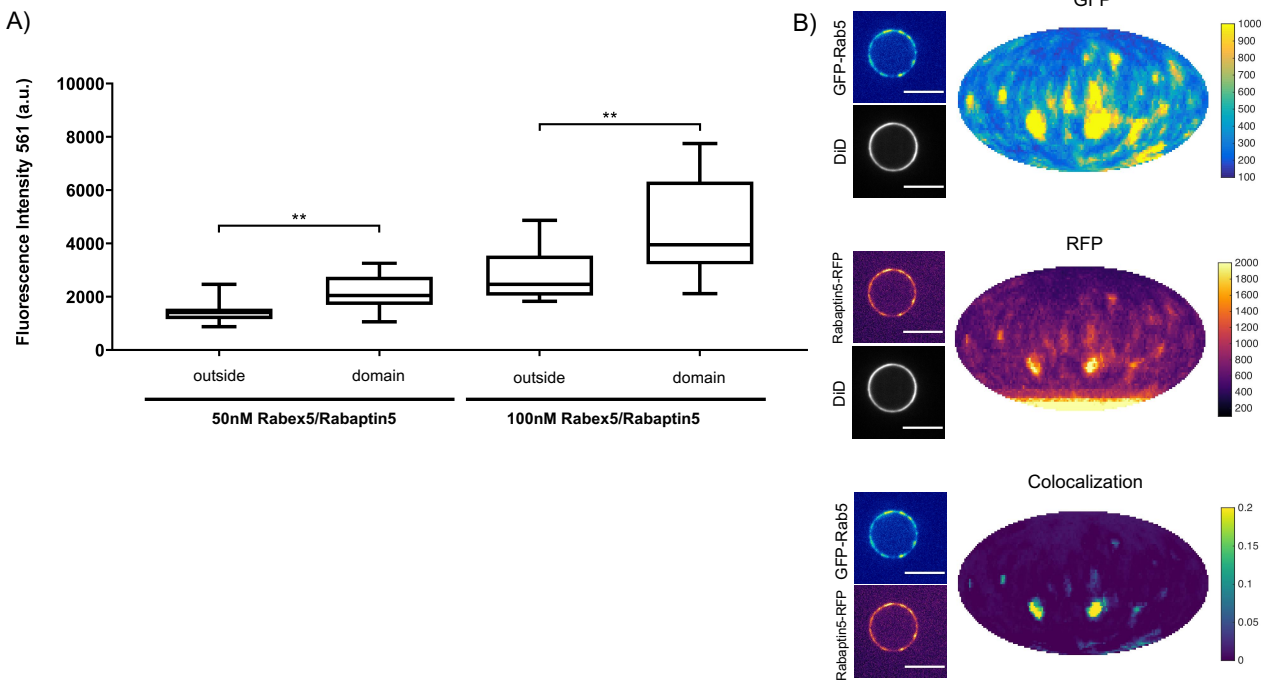 A)
Fluorescence Intensity 561 (a.u.)
10000
8000
6000
4000
2000
0
**
**
outside
domain
outside
domain
50nM Rabex5/Rabaptin5
100nM Rabex5/Rabaptin5
B)
GFP-Rab5
DiD
GFP
1000
900
800
700
600
500
400
300
200
100
Rabaptin5-RFP
DiD
RFP
2000
1800
1600
1400
1200
1000
800
600
400
200
GFP-Rab5
Rabaptin5-RFP
Colocalization
0.2
0.15
0.1
0.05
0